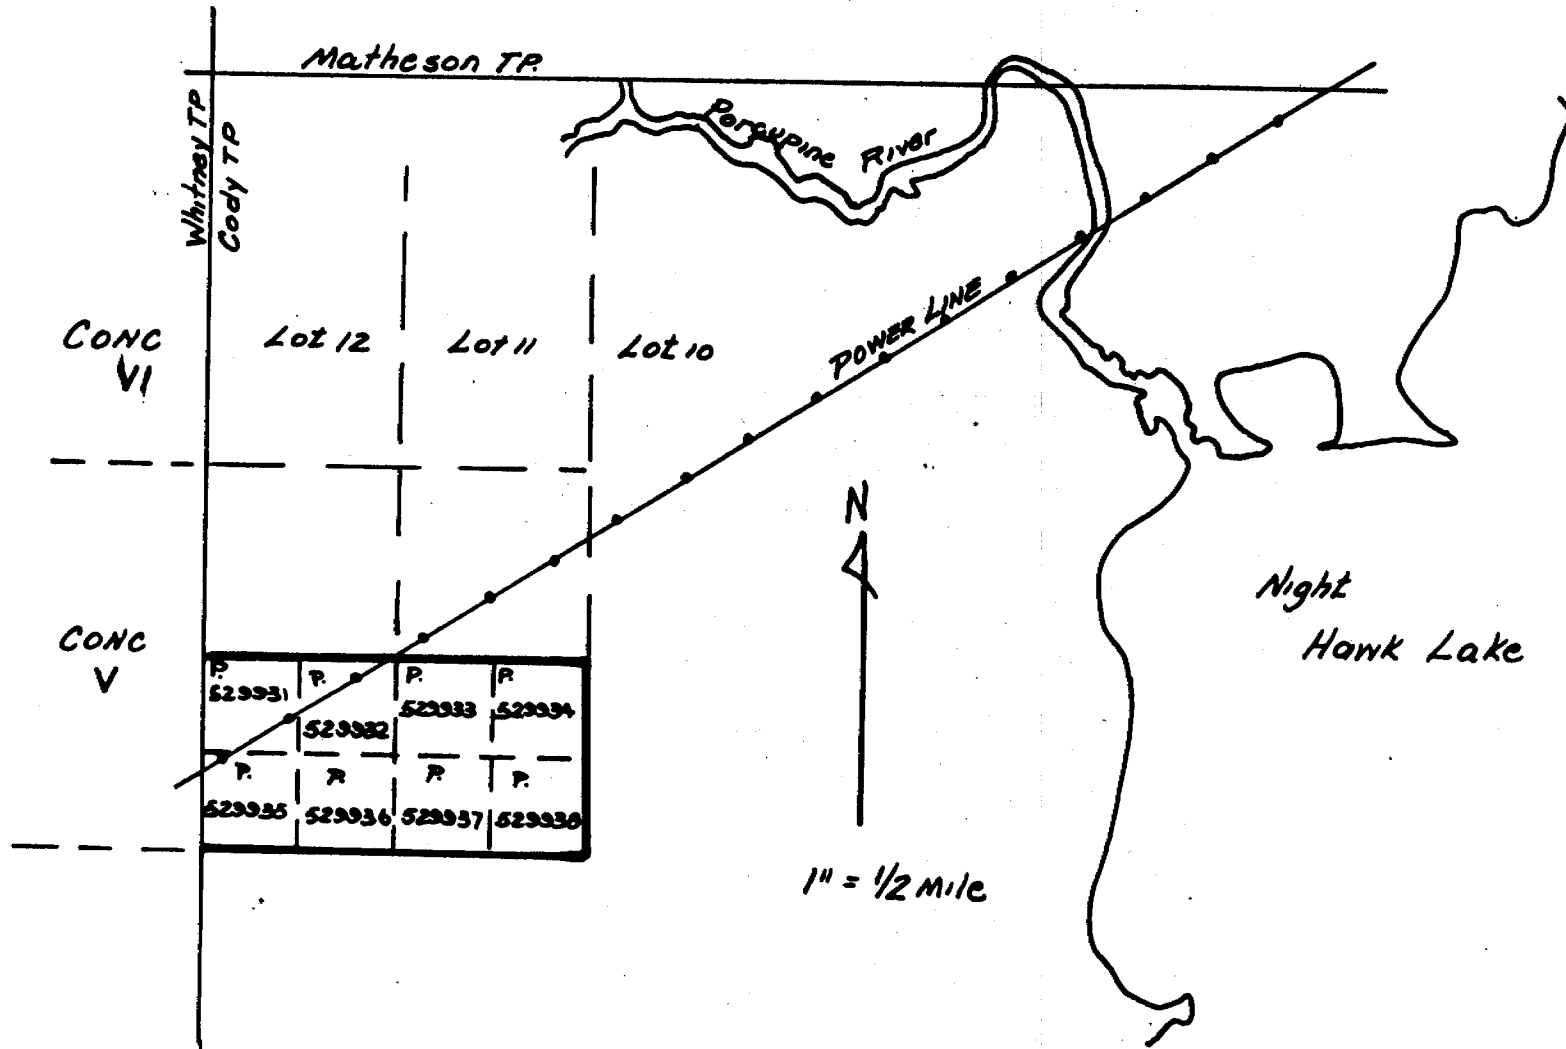 Matheson TP.
Whitney TP
Cody TP
Porcupine River
CONC
VI
Lot 12
Lot 11
Lot 10
POWER LINE
N
Night
Hawk Lake
CONC
V
P.
529931
P.
529932
P.
529933
P.
529934
P.
529935
P.
529936
P.
529937
P.
529938
1" = 1/2 Mile